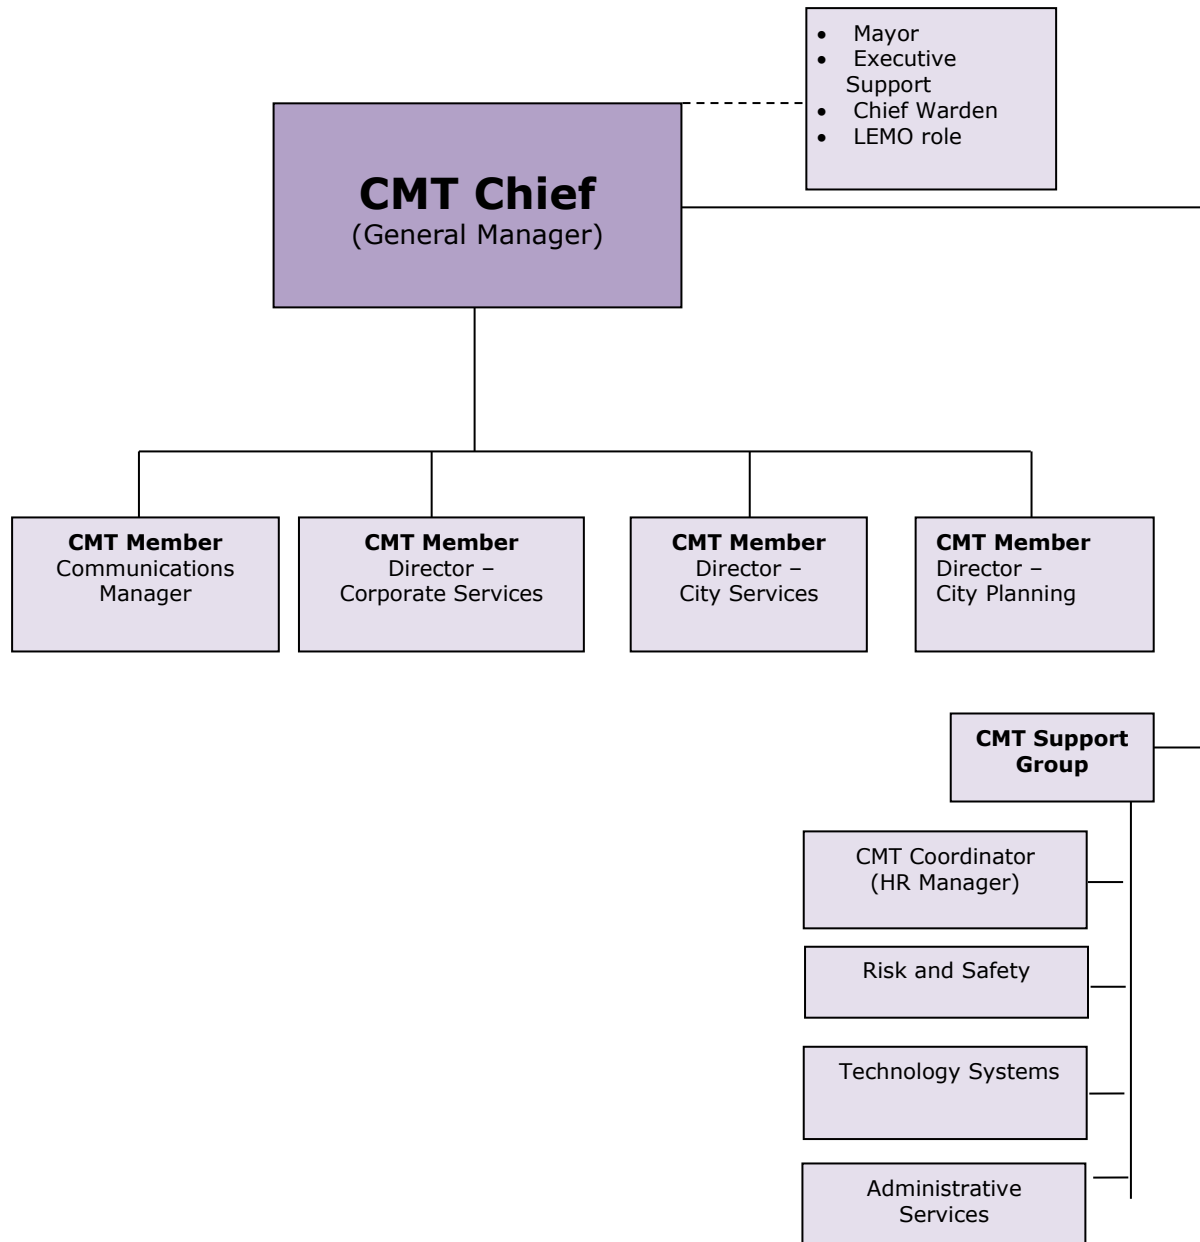 • Mayor
• Executive
Support
• Chief Warden
• LEMO role
CMT Chief
(General Manager)
CMT Member
Communications
Manager
CMT Member
Director –
Corporate Services
CMT Member
Director –
City Services
CMT Member
Director –
City Planning
CMT Support
Group
CMT Coordinator
(HR Manager)
Risk and Safety
Technology Systems
Administrative
Services